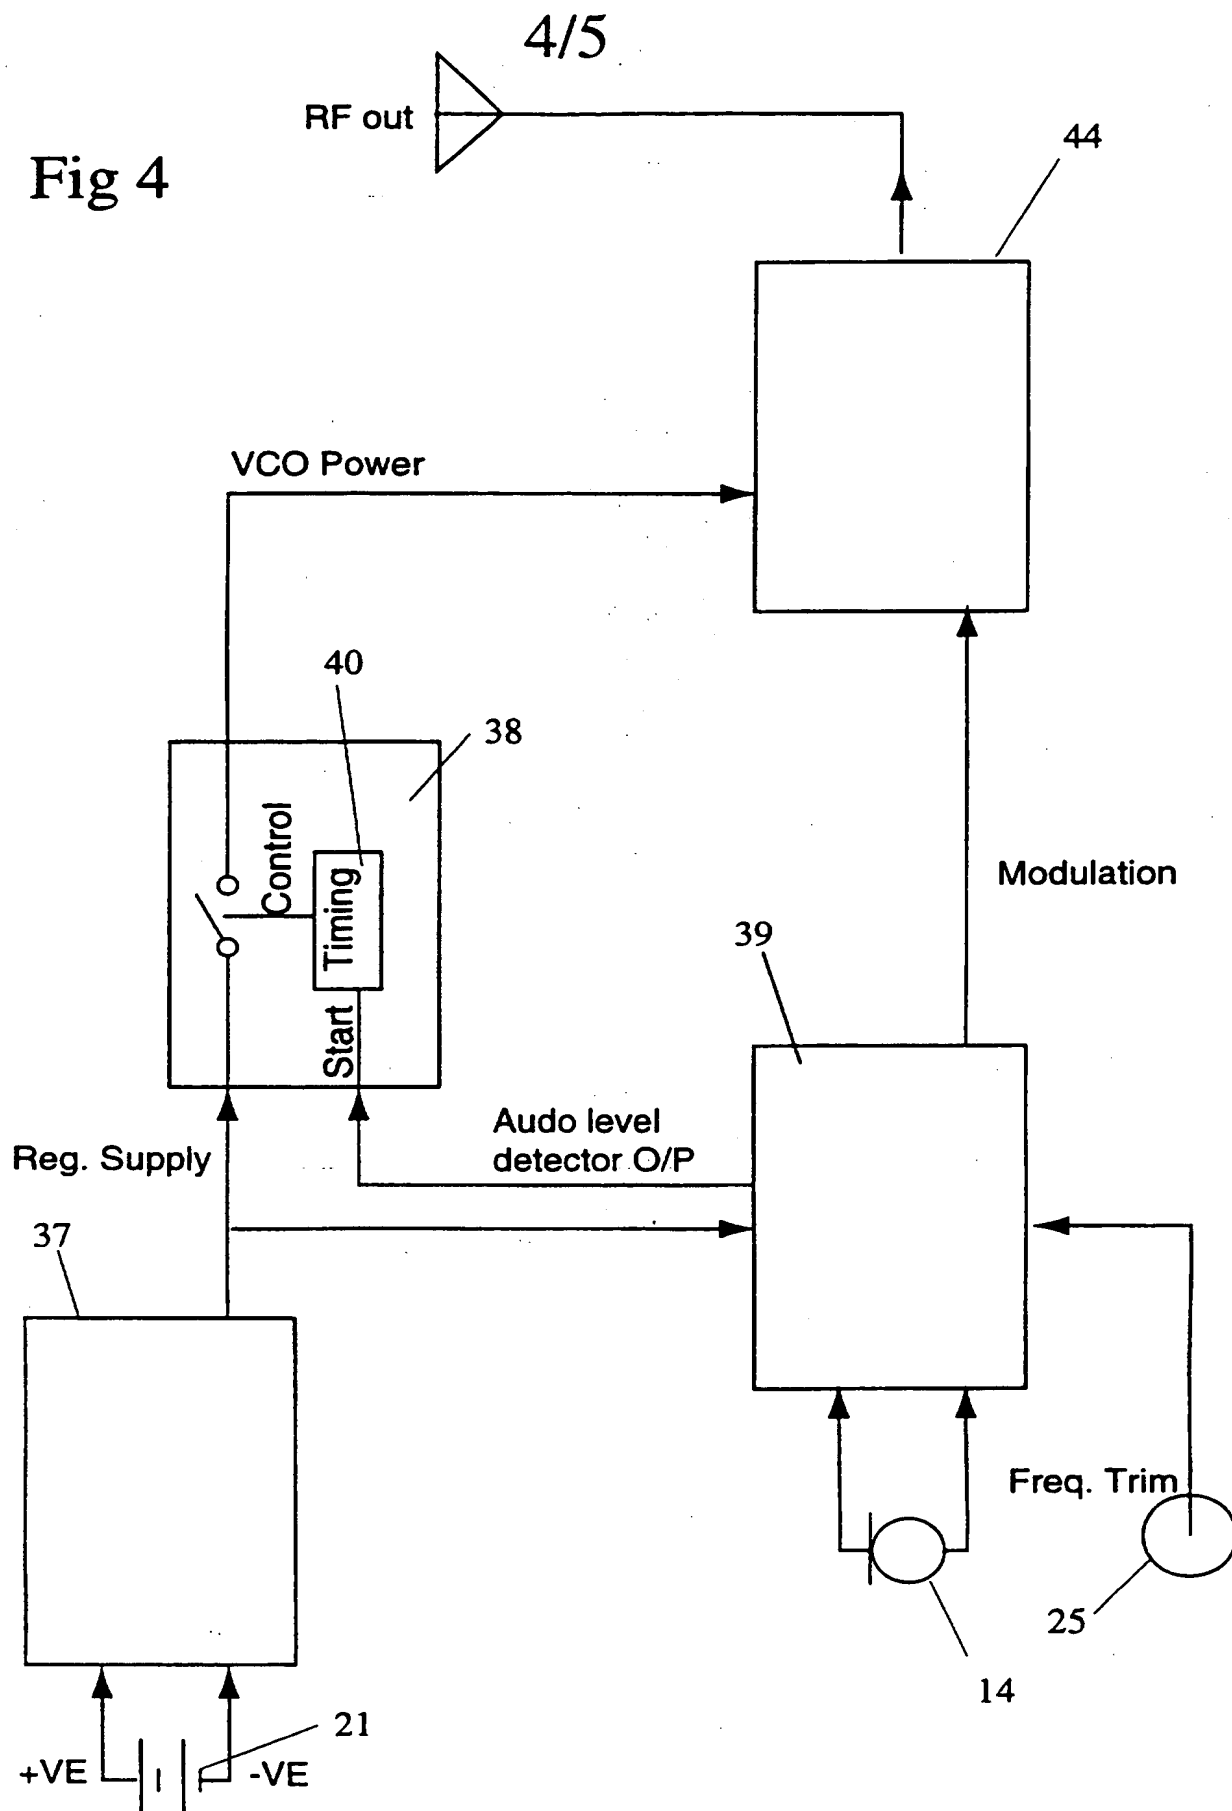 4/5
RF out
Fig 4
44
VCO Power
40
38
Control
Timing
Start
Modulation
39
Audo level
detector O/P
Reg. Supply
37
Freq. Trim
25
14
21
+VE
-VE